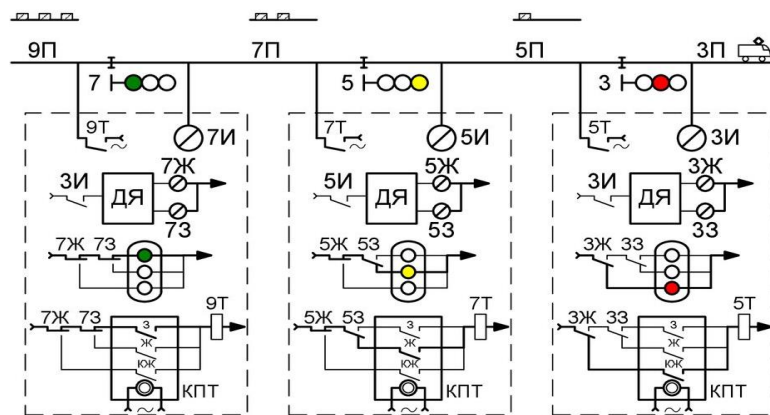 9П 7П 5П 3П
7 5 3
9Т 7И 7Т 5И 5Т 3И
7Ж 5Ж 3Ж
3И ДЯ 5И ДЯ 3И ДЯ
7З 5З 3З
7Ж 7З 5Ж 5З 3Ж 3З
9Т 7Т 5Т
7Ж 7З З 5Ж 5З З 3Ж 3З З
Ж Ж Ж
ЮЖ ЮЖ ЮЖ
КПТ КПТ КПТ
~ ~ ~